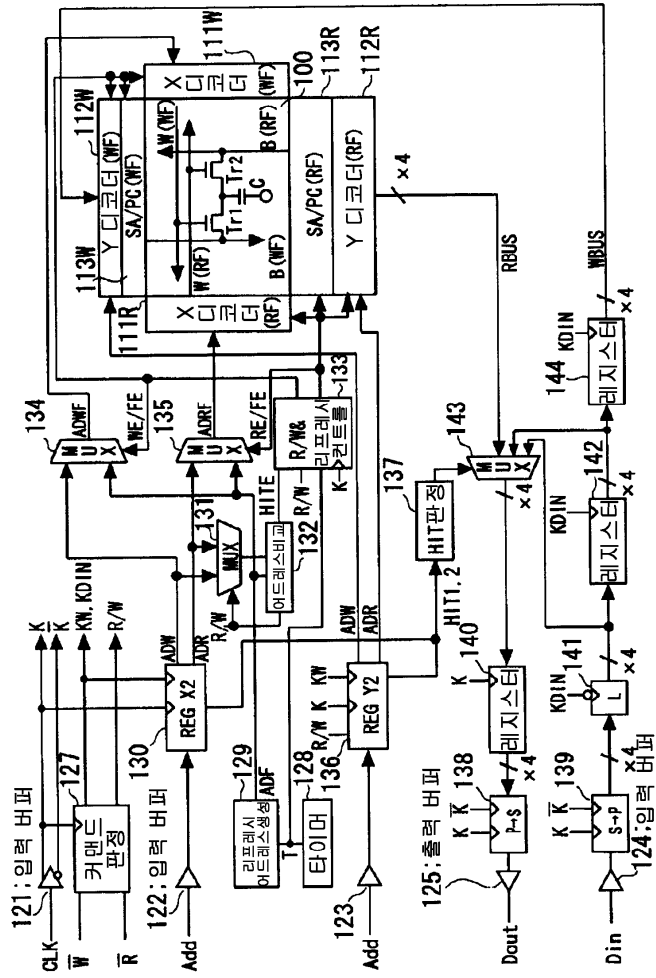 CLK
121 ; 입력 버퍼
K
K̅
KW, KDIN
R/W
W̅
R̅
커맨드
판정
127
Add
122 ; 입력 버퍼
REG X2
130
ADW
ADR
리프레시
어드레스생성
129
ADF
T
타이머
128
R/W
MUX
131
어드레스비교
132
HITE
MUX
134
ADWF
WE/FE
MUX
135
ADRF
RE/FE
R/W&
리프레시
컨트롤
133
R/W
K
Y 디코더(WF)
112W
SA/PC(WF)
113W
X
디코더
(WF)
111W
X
디코더
(RF)
111R
W(WF)
W(RF)
Tr1
Tr2
C
B(WF)
B(RF)
100
SA/PC(RF)
113R
Y 디코더(RF)
112R
×4
RBUS
WBUS
Add
123
R/W
K
KW
REG Y2
136
ADW
ADR
HIT1, 2
HIT판정
137
MUX
143
×4
Dout
125 ; 출력 버퍼
P→S
138
K
K̅
×4
레지스터
140
K
Din
124 ; 입력 버퍼
S→P
139
K
K̅
×4
L
141
KDIN
×4
레지스터
142
KDIN
×4
레지스터
144
KDIN
×4